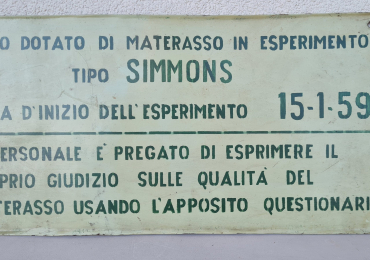 O DOTATO DI MATERASSO IN ESPERIMENTO
TIPO SIMMONS
A D'INIZIO DELL'ESPERIMENTO 15-1-59
ERSONALE E' PREGATO DI ESPRIMERE IL
PRIO GIUDIZIO SULLE QUALITÀ DEL
TERASSO USANDO L'APPOSITO QUESTIONARI